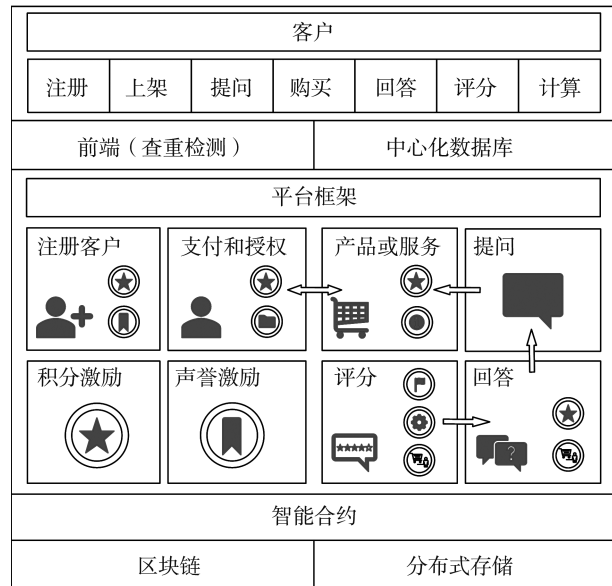 客户
注册 上架 提问 购买 回答 评分 计算
前端（查重检测） 中心化数据库
平台框架
注册客户 支付和授权 产品或服务 提问
积分激励 声誉激励 评分 回答
?
智能合约
区块链 分布式存储